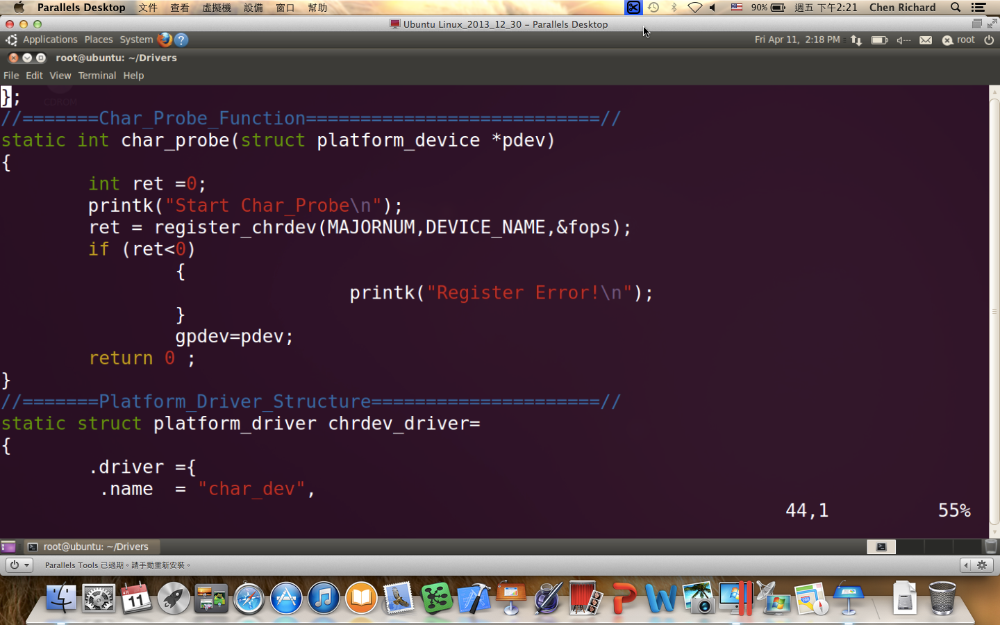 Parallels Desktop 文件 查看 虛擬機 設備 窗口 幫助 90% 週五 下午2:21 Chen Richard
Ubuntu Linux_2013_12_30 – Parallels Desktop
Applications Places System ? Fri Apr 11, 2:18 PM root
root@ubuntu: ~/Drivers
File Edit View Terminal Help
};
CDROM
//=======Char_Probe_Function===========================//
static int char_probe(struct platform_device *pdev)
{
int ret =0;
printk("Start Char_Probe\n");
ret = register_chrdev(MAJORNUM,DEVICE_NAME,&fops);
if (ret<0)
{
printk("Register Error!\n");
}
gpdev=pdev;
return 0 ;
}
//=======Platform_Driver_Structure=====================//
static struct platform_driver chrdev_driver=
{
.driver ={
.name  = "char_dev",
44,1 55%
root@ubuntu: ~/Drivers
Parallels Tools 已過期。請手動重新安裝。
4月
11